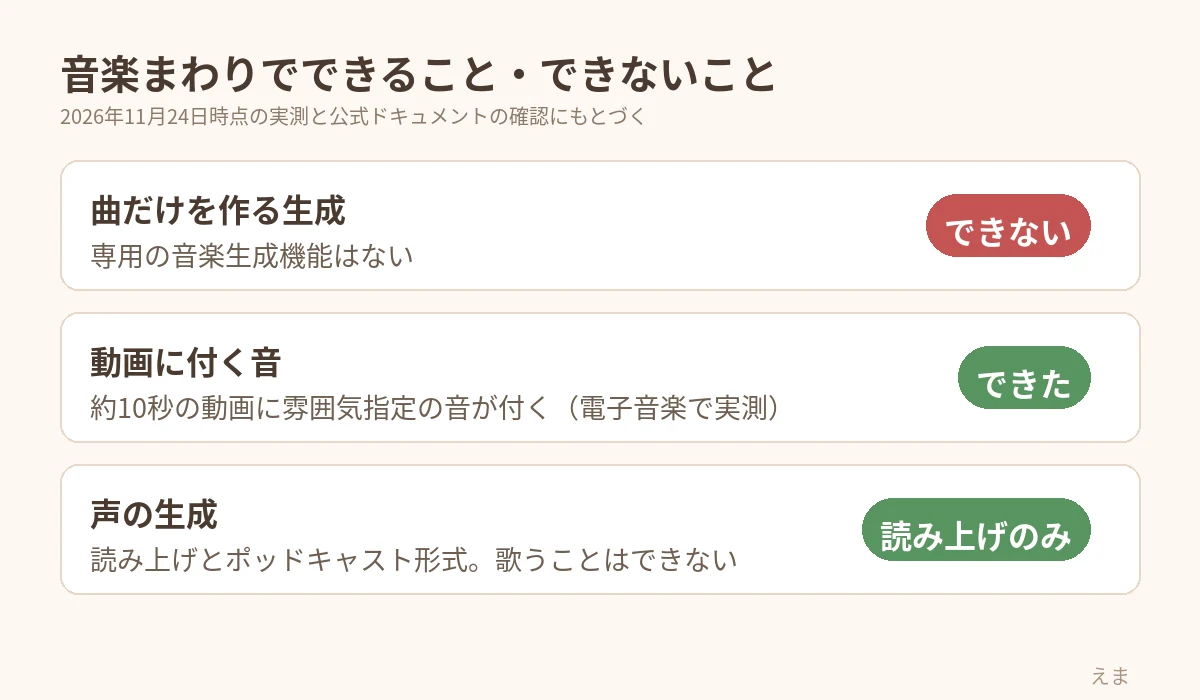 音楽まわりでできること・できないこと
2026年11月24日時点の実測と公式ドキュメントの確認にもとづく
曲だけを作る生成
専用の音楽生成機能はない
できない
動画に付く音
約10秒の動画に雰囲気指定の音が付く（電子音楽で実測）
できた
声の生成
読み上げとポッドキャスト形式。歌うことはできない
読み上げのみ
えま